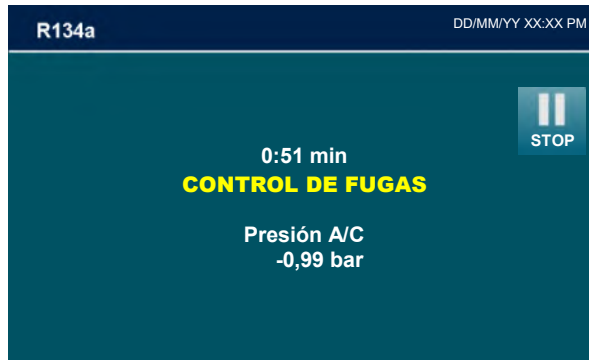 R134a
DD/MM/YY XX:XX PM
STOP
0:51 min
CONTROL DE FUGAS
Presión A/C
-0,99 bar